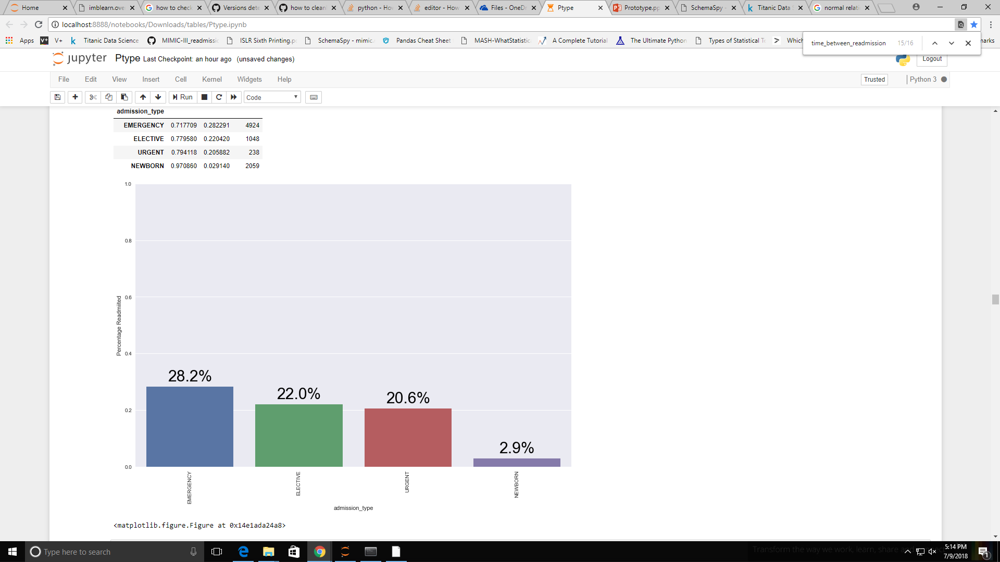 Home imblearn.ove how to check Versions dete how to clean python - Ho editor - How Files - OneDr Ptype Prototype.pp SchemaSpy - Titanic Data normal relati
localhost:8888/notebooks/Downloads/tables/Ptype.ipynb
Apps V+ Titanic Data Science MIMIC-III_readmissi ISLR Sixth Printing.p SchemaSpy - mimic. Pandas Cheat Sheet MASH-WhatStatistic A Complete Tutorial The Ultimate Python Types of Statistical Te Which marks
time_between_readmission 15/16
jupyter Ptype Last Checkpoint: an hour ago (unsaved changes) Logout
File Edit View Insert Cell Kernel Widgets Help Trusted Python 3
Run Code
admission_type
EMERGENCY 0.717709 0.282291 4924
ELECTIVE 0.779580 0.220420 1048
URGENT 0.794118 0.205882 238
NEWBORN 0.970860 0.029140 2059
1.0
0.8
0.6
0.4
0.2
0.0
Percentage Readmiited
28.2%
22.0%
20.6%
2.9%
EMERGENCY
ELECTIVE
URGENT
NEWBORN
admission_type
<matplotlib.figure.Figure at 0x14e1ada24a8>
Type here to search
Transform the way we work, learn, share and
5:14 PM
7/9/2018
1